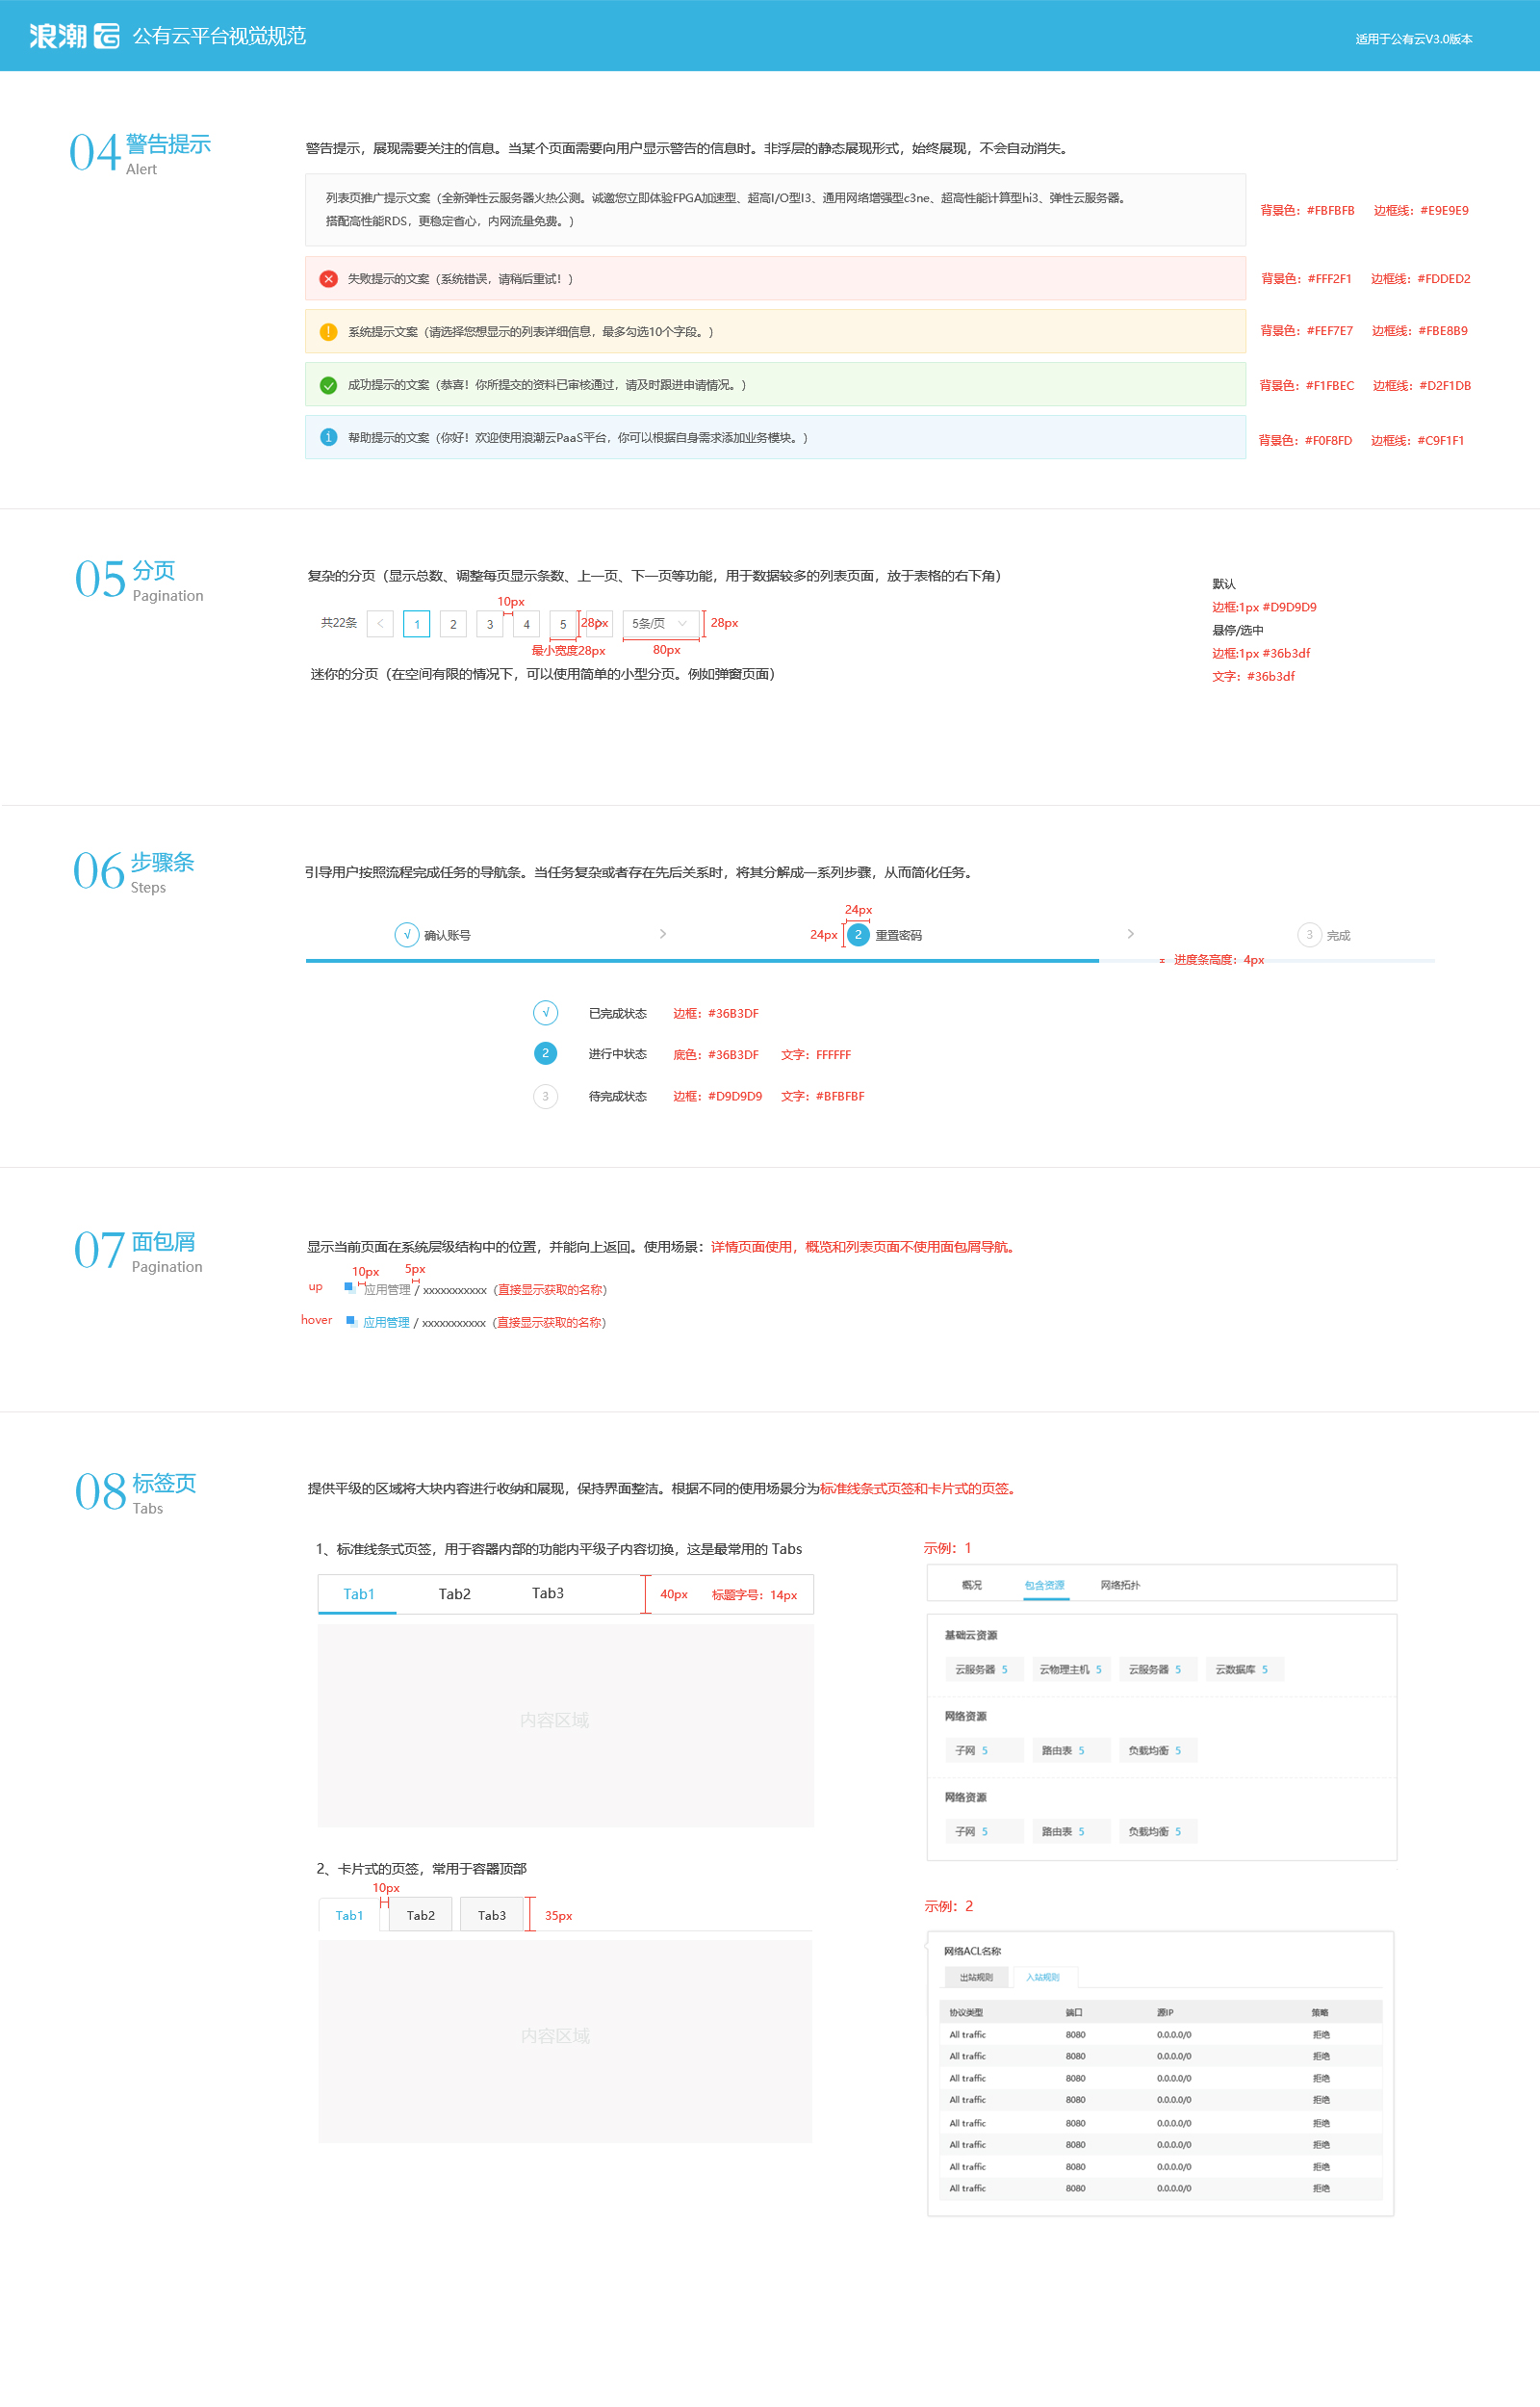 浪潮云 公有云平台视觉规范
适用于公有云V3.0版本
04 警告提示
Alert
警告提示，展现需要关注的信息。当某个页面需要向用户显示警告的信息时。非浮层的静态展现形式，始终展现，不会自动消失。
列表页推广提示文案（全新弹性云服务器火热公测。诚邀您立即体验FPGA加速型、超高I/O型I3、通用网络增强型c3ne、超高性能计算型hi3、弹性云服务器。
搭配高性能RDS，更稳定省心，内网流量免费。）
背景色：#FBFBFB 边框线：#E9E9E9
失败提示的文案（系统错误，请稍后重试！）
背景色：#FFF2F1 边框线：#FDDED2
系统提示文案（请选择您想显示的列表详细信息，最多勾选10个字段。）
背景色：#FEF7E7 边框线：#FBE8B9
成功提示的文案（恭喜！你所提交的资料已审核通过，请及时跟进申请情况。）
背景色：#F1FBEC 边框线：#D2F1DB
帮助提示的文案（你好！欢迎使用浪潮云PaaS平台，你可以根据自身需求添加业务模块。）
背景色：#F0F8FD 边框线：#C9F1F1
05 分页
Pagination
复杂的分页（显示总数、调整每页显示条数、上一页、下一页等功能，用于数据较多的列表页面，放于表格的右下角）
10px
共22条 < 1 2 3 4 5 28px > 5条/页 28px
最小宽度28px 80px
迷你的分页（在空间有限的情况下，可以使用简单的小型分页。例如弹窗页面）
默认
边框:1px #D9D9D9
悬停/选中
边框:1px #36b3df
文字：#36b3df
06 步骤条
Steps
引导用户按照流程完成任务的导航条。当任务复杂或者存在先后关系时，将其分解成一系列步骤，从而简化任务。
24px
√ 确认账号 > 24px 2 重置密码 > 3 完成
进度条高度：4px
√ 已完成状态 边框：#36B3DF
2 进行中状态 底色：#36B3DF 文字：FFFFFF
3 待完成状态 边框：#D9D9D9 文字：#BFBFBF
07 面包屑
Pagination
显示当前页面在系统层级结构中的位置，并能向上返回。使用场景：详情页面使用，概览和列表页面不使用面包屑导航。
10px 5px
up 应用管理 / xxxxxxxxxxx（直接显示获取的名称）
hover 应用管理 / xxxxxxxxxxx（直接显示获取的名称）
08 标签页
Tabs
提供平级的区域将大块内容进行收纳和展现，保持界面整洁。根据不同的使用场景分为标准线条式页签和卡片式的页签。
1、标准线条式页签，用于容器内部的功能内平级子内容切换，这是最常用的 Tabs
Tab1 Tab2 Tab3 40px 标题字号：14px
内容区域
2、卡片式的页签，常用于容器顶部
10px
Tab1 Tab2 Tab3 35px
内容区域
示例：1
概况 包含资源 网络拓扑
基础云资源
云服务器 5 云物理主机 5 云服务器 5 云数据库 5
网络资源
子网 5 路由表 5 负载均衡 5
网络资源
子网 5 路由表 5 负载均衡 5
示例：2
网络ACL名称
出站规则 入站规则
协议类型 端口 源IP 策略
All traffic 8080 0.0.0.0/0 拒绝
All traffic 8080 0.0.0.0/0 拒绝
All traffic 8080 0.0.0.0/0 拒绝
All traffic 8080 0.0.0.0/0 拒绝
All traffic 8080 0.0.0.0/0 拒绝
All traffic 8080 0.0.0.0/0 拒绝
All traffic 8080 0.0.0.0/0 拒绝
All traffic 8080 0.0.0.0/0 拒绝